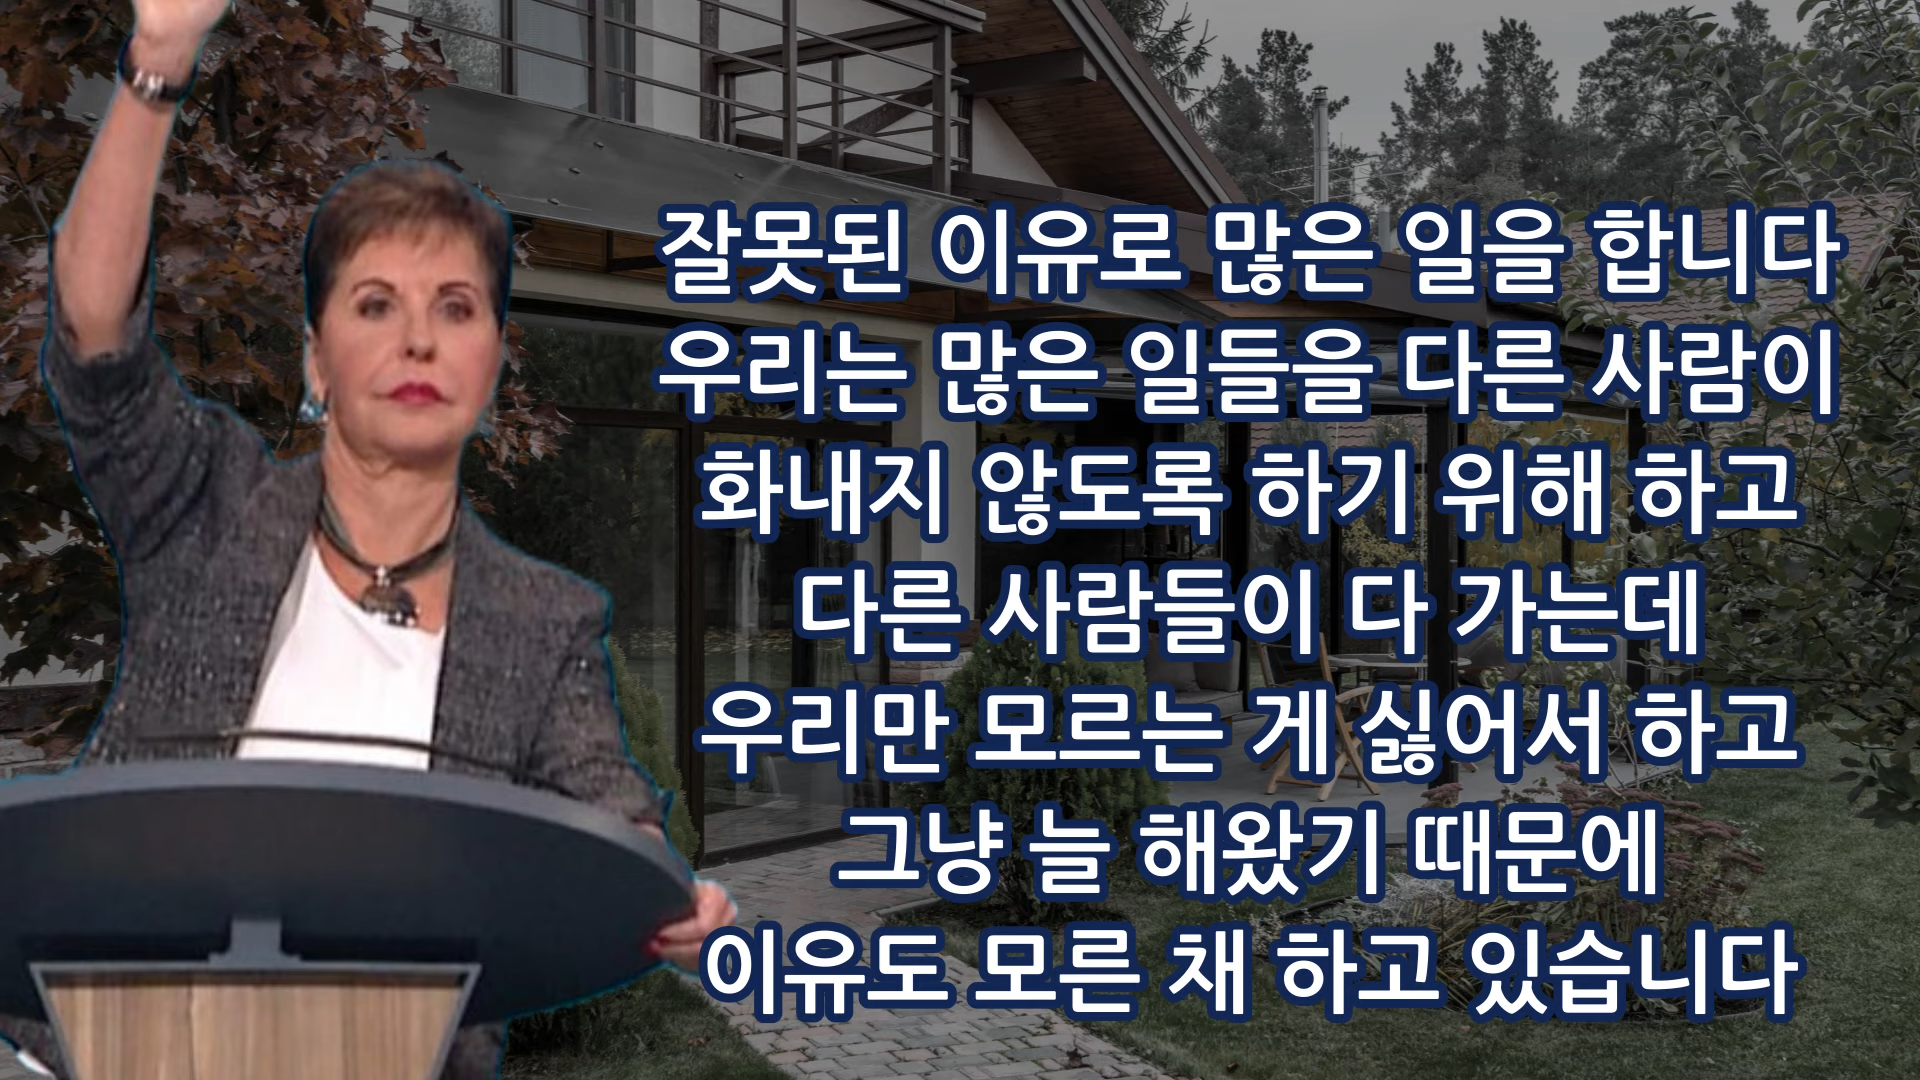 잘못된 이유로 많은 일을 합니다
우리는 많은 일들을 다른 사람이
화내지 않도록 하기 위해 하고
다른 사람들이 다 가는데
우리만 모르는 게 싫어서 하고
그냥 늘 해왔기 때문에
이유도 모른 채 하고 있습니다